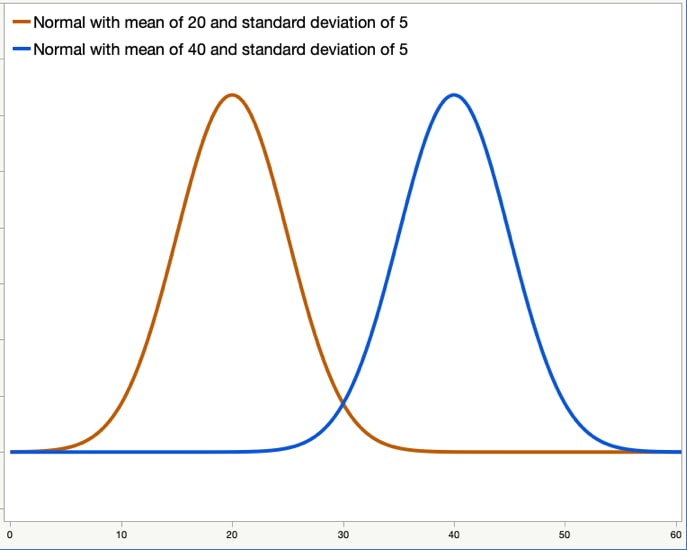 Normal with mean of 20 and standard deviation of 5
Normal with mean of 40 and standard deviation of 5
0 10 20 30 40 50 60